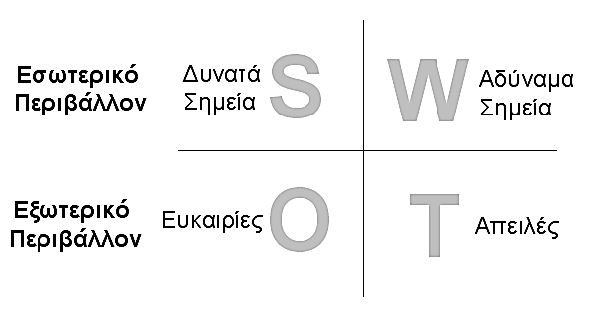 Εσωτερικό
Περιβάλλον
Δυνατά
Σημεία
S
W
Αδύναμα
Σημεία
Εξωτερικό
Περιβάλλον
Ευκαιρίες
O
T
Απειλές